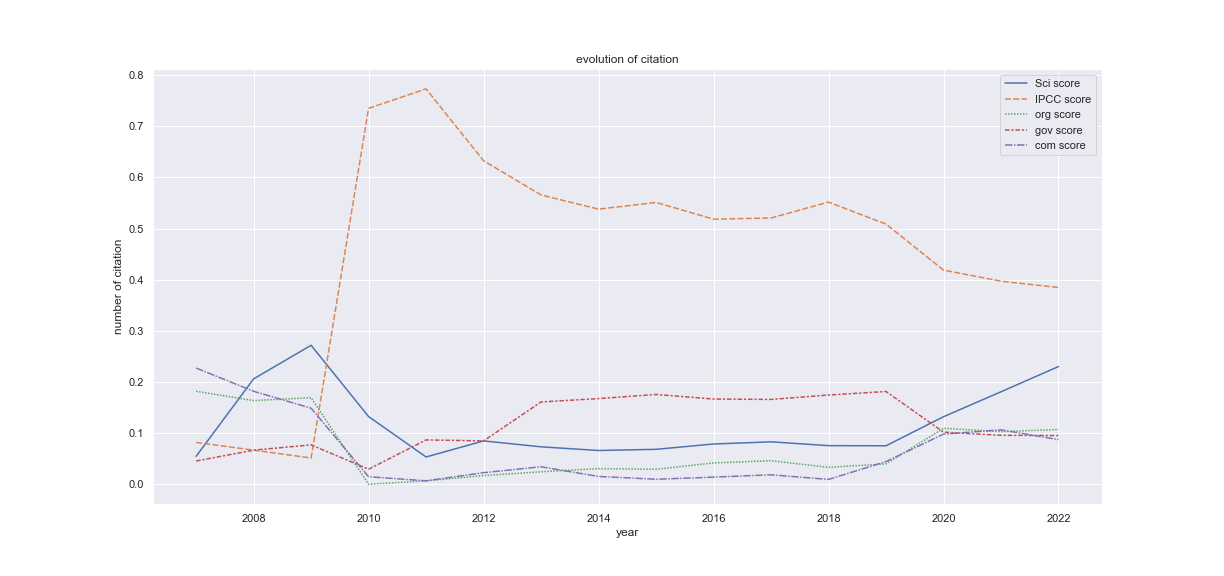 evolution of citation
Sci score
IPCC score
org score
gov score
com score
number of citation
0.8
0.7
0.6
0.5
0.4
0.3
0.2
0.1
0.0
2008 2010 2012 2014 2016 2018 2020 2022
year